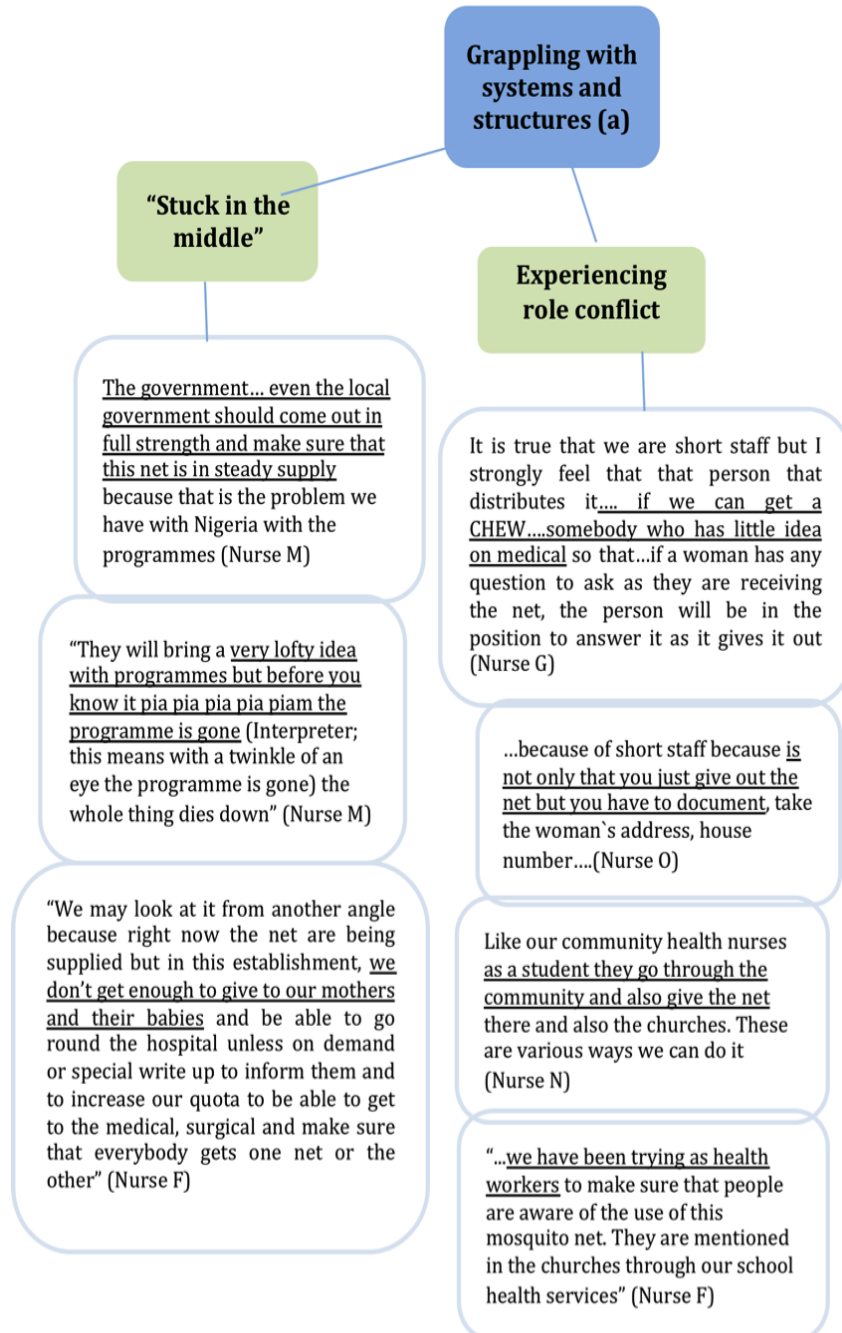 Grappling with
systems and
structures (a)
“Stuck in the
middle”
The government... even the local
government should come out in
full strength and make sure that
this net is in steady supply
because that is the problem we
have with Nigeria with the
programmes (Nurse M)
“They will bring a very lofty idea
with programmes but before you
know it pia pia pia pia piam the
programme is gone (Interpreter;
this means with a twinkle of an
eye the programme is gone) the
whole thing dies down” (Nurse M)
“We may look at it from another angle
because right now the net are being
supplied but in this establishment, we
don’t get enough to give to our mothers
and their babies and be able to go
round the hospital unless on demand
or special write up to inform them and
to increase our quota to be able to get
to the medical, surgical and make sure
that everybody gets one net or the
other” (Nurse F)
Experiencing
role conflict
It is true that we are short staff but I
strongly feel that that person that
distributes it.... if we can get a
CHEW....somebody who has little idea
on medical so that...if a woman has any
question to ask as they are receiving
the net, the person will be in the
position to answer it as it gives it out
(Nurse G)
...because of short staff because is
not only that you just give out the
net but you have to document, take
the woman`s address, house
number....(Nurse O)
Like our community health nurses
as a student they go through the
community and also give the net
there and also the churches. These
are various ways we can do it
(Nurse N)
“...we have been trying as health
workers to make sure that people
are aware of the use of this
mosquito net. They are mentioned
in the churches through our school
health services” (Nurse F)